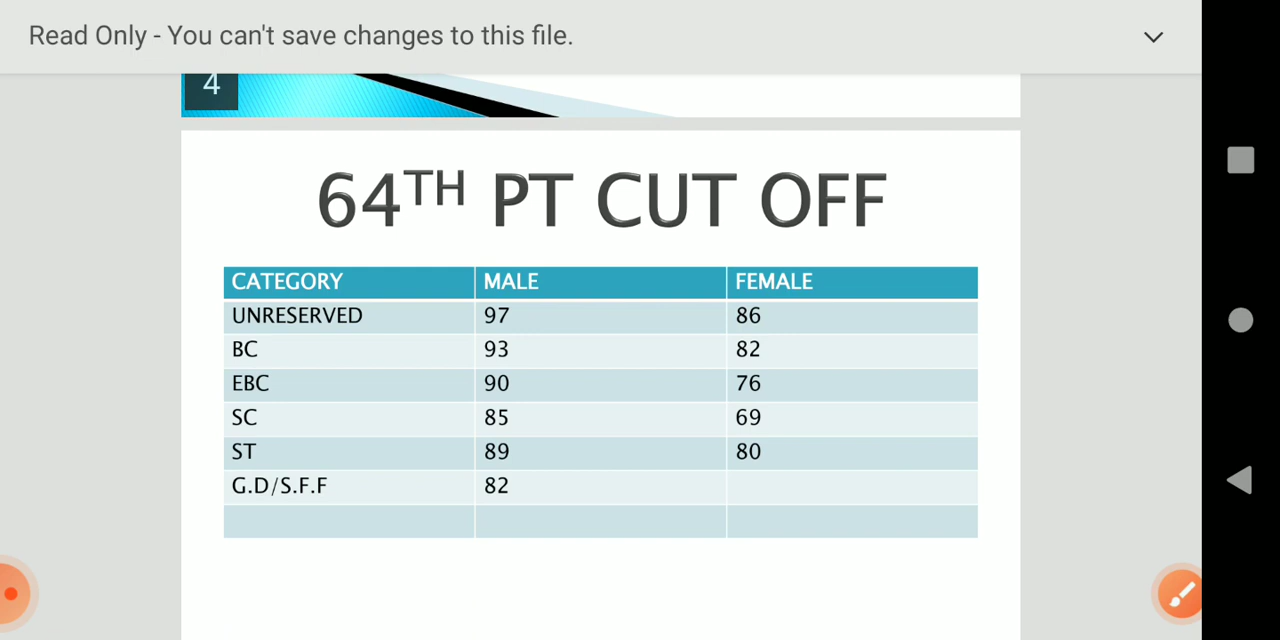 Read Only - You can't save changes to this file.
4
64TH PT CUT OFF
CATEGORY MALE FEMALE
UNRESERVED 97 86
BC 93 82
EBC 90 76
SC 85 69
ST 89 80
G.D/S.F.F 82